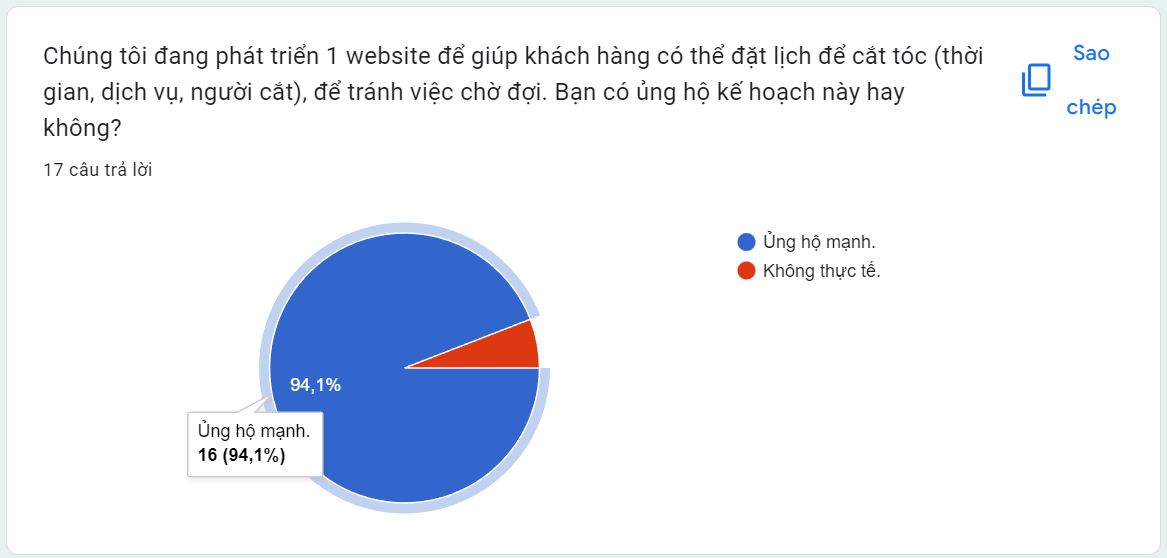 Chúng tôi đang phát triển 1 website để giúp khách hàng có thể đặt lịch để cắt tóc (thời
gian, dịch vụ, người cắt), để tránh việc chờ đợi. Bạn có ủng hộ kế hoạch này hay
không?
Sao
chép
17 câu trả lời
Ủng hộ mạnh.
Không thực tế.
94,1%
Ủng hộ mạnh.
16 (94,1%)